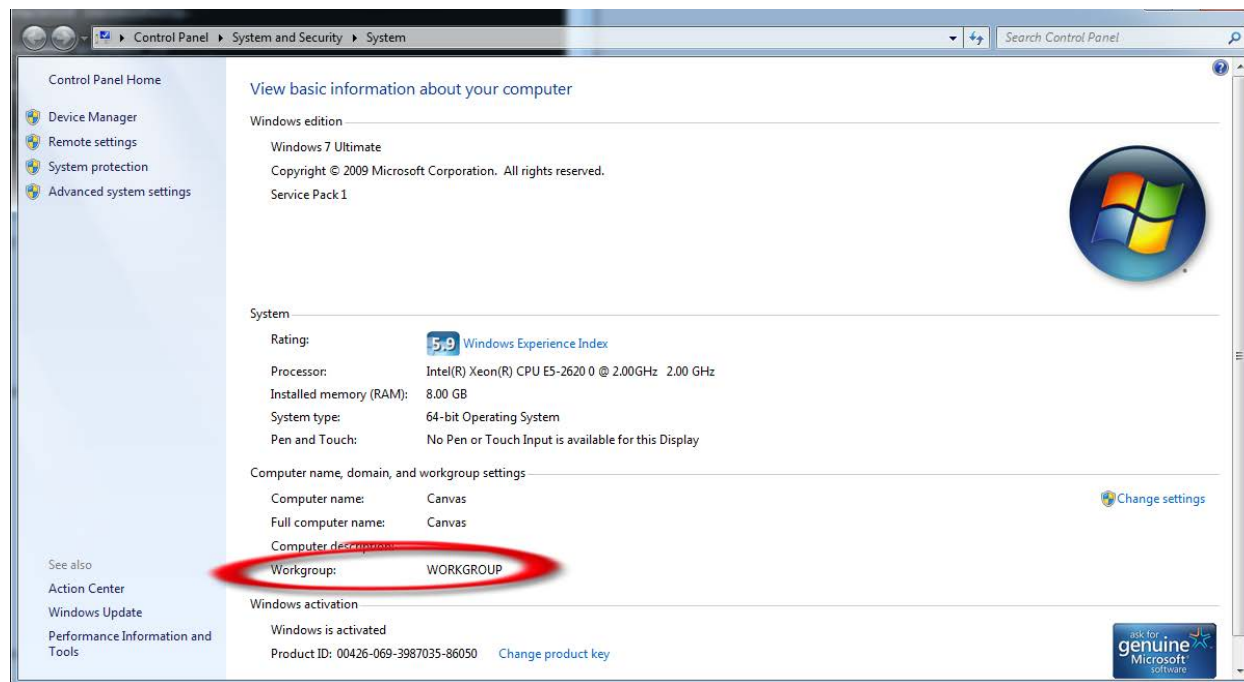 Control Panel System and Security System Search Control Panel
Control Panel Home
Device Manager
Remote settings
System protection
Advanced system settings
See also
Action Center
Windows Update
Performance Information and
Tools
View basic information about your computer
Windows edition
Windows 7 Ultimate
Copyright © 2009 Microsoft Corporation. All rights reserved.
Service Pack 1
System
Rating: 5.9 Windows Experience Index
Processor: Intel(R) Xeon(R) CPU E5-2620 0 @ 2.00GHz 2.00 GHz
Installed memory (RAM): 8.00 GB
System type: 64-bit Operating System
Pen and Touch: No Pen or Touch Input is available for this Display
Computer name, domain, and workgroup settings
Computer name: Canvas Change settings
Full computer name: Canvas
Computer description:
Workgroup: WORKGROUP
Windows activation
Windows is activated
Product ID: 00426-069-3987035-86050 Change product key
ask for
genuine
Microsoft
software